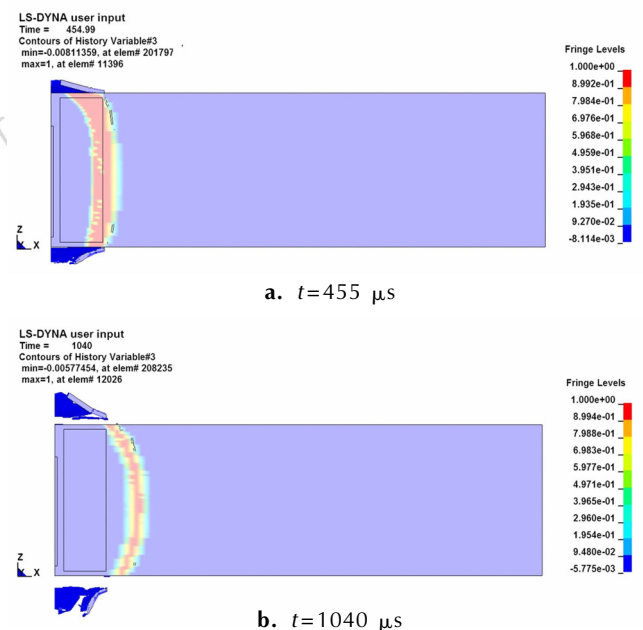 LS-DYNA user input
Time = 454.99
Contours of History Variable#3
min=-0.00811359, at elem# 201797
max=1, at elem# 11396
Fringe Levels
1.000e+00
8.992e-01
7.984e-01
6.976e-01
5.968e-01
4.959e-01
3.951e-01
2.943e-01
1.935e-01
9.270e-02
-8.114e-03
Z
X
a. t=455 μs
LS-DYNA user input
Time = 1040
Contours of History Variable#3
min=-0.00577454, at elem# 208235
max=1, at elem# 12026
Fringe Levels
1.000e+00
8.994e-01
7.988e-01
6.983e-01
5.977e-01
4.971e-01
3.965e-01
2.960e-01
1.954e-01
9.480e-02
-5.775e-03
Z
X
b. t=1040 μs